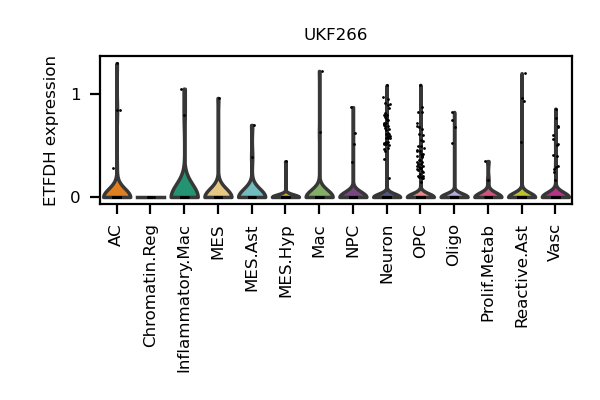 UKF266
ETFDH expression
1
0
AC
Chromatin.Reg
Inflammatory.Mac
MES
MES.Ast
MES.Hyp
Mac
NPC
Neuron
OPC
Oligo
Prolif.Metab
Reactive.Ast
Vasc